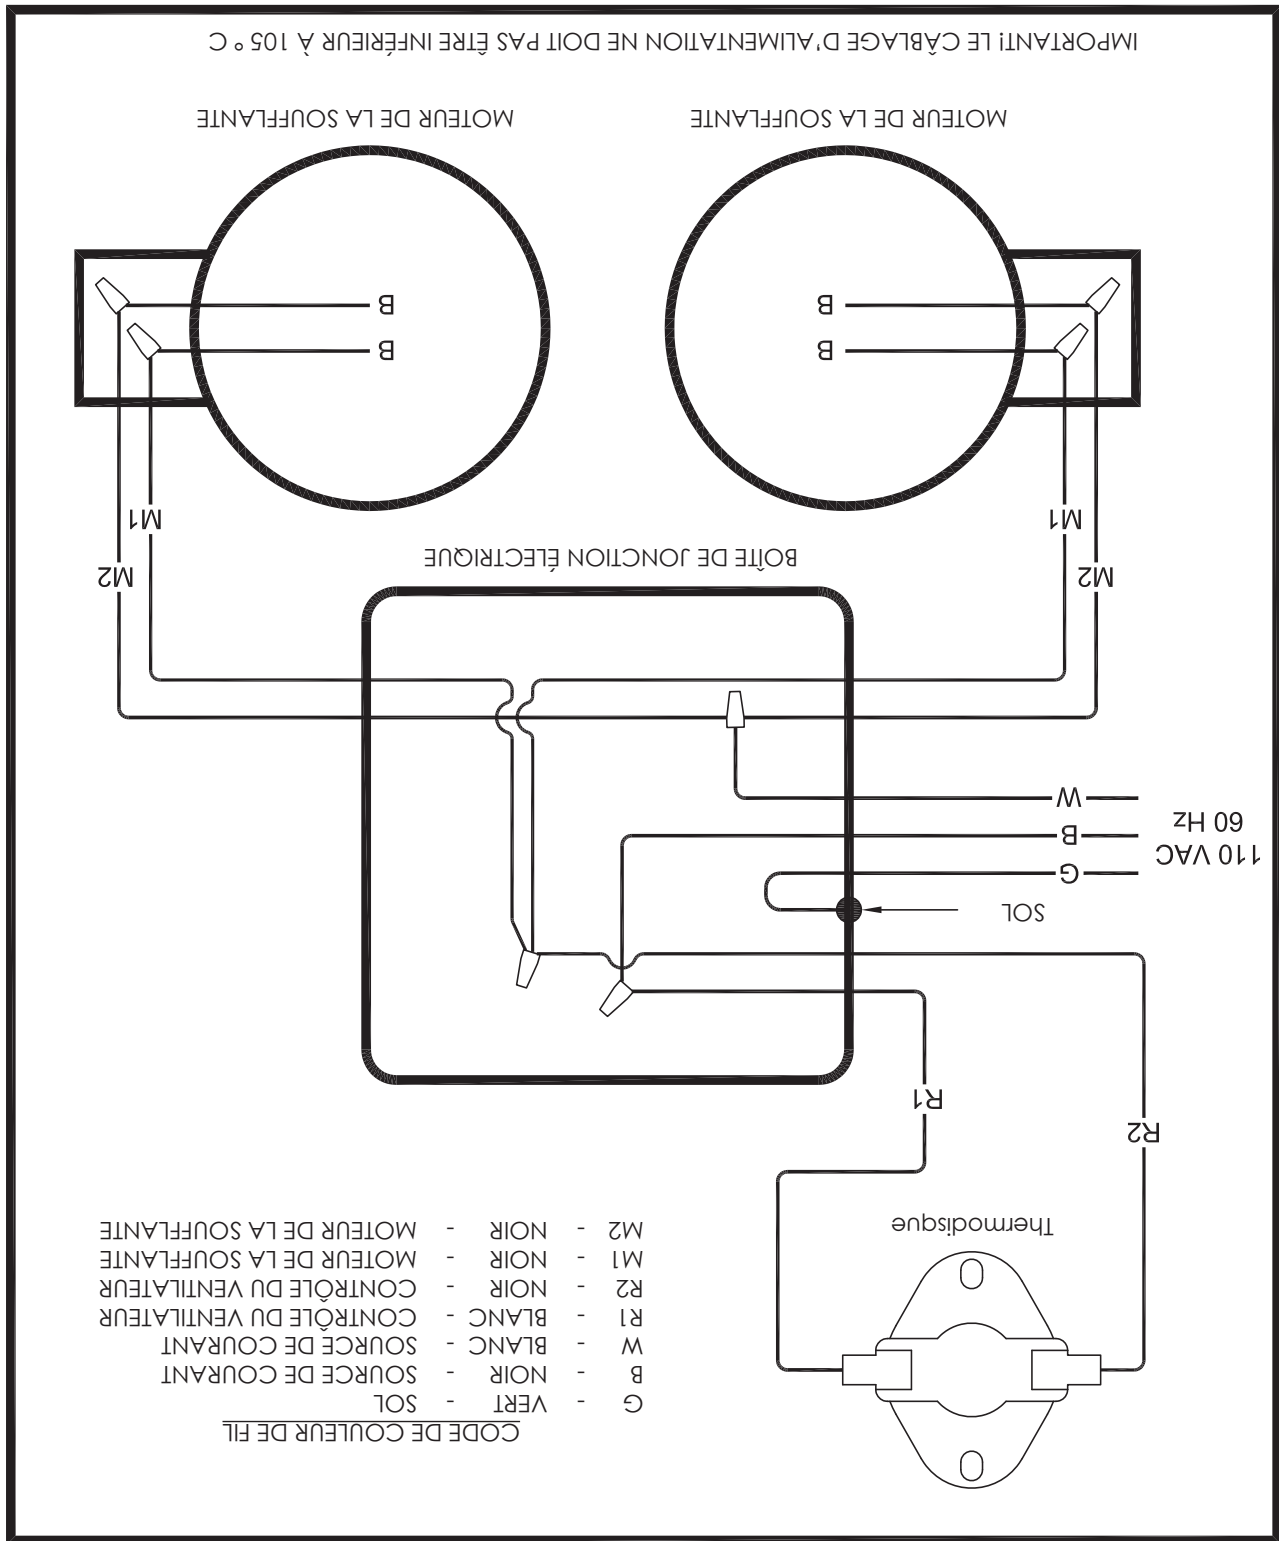 CODE DE COULEUR DE FIL
G - VERT - SOL
B - NOIR - SOURCE DE COURANT
W - BLANC - SOURCE DE COURANT
R1 - BLANC - CONTRÔLE DU VENTILATEUR
R2 - NOIR - CONTRÔLE DU VENTILATEUR
M1 - NOIR - MOTEUR DE LA SOUFFLANTE
M2 - NOIR - MOTEUR DE LA SOUFFLANTE
Thermodisque
R2
R1
SOL
110 VAC
60 Hz
G
B
W
BOÎTE DE JONCTION ÉLECTRIQUE
M2
M2
M1
M1
B
B
B
B
MOTEUR DE LA SOUFFLANTE
MOTEUR DE LA SOUFFLANTE
IMPORTANT! LE CÂBLAGE D'ALIMENTATION NE DOIT PAS ÊTRE INFÉRIEUR À 105 ° C